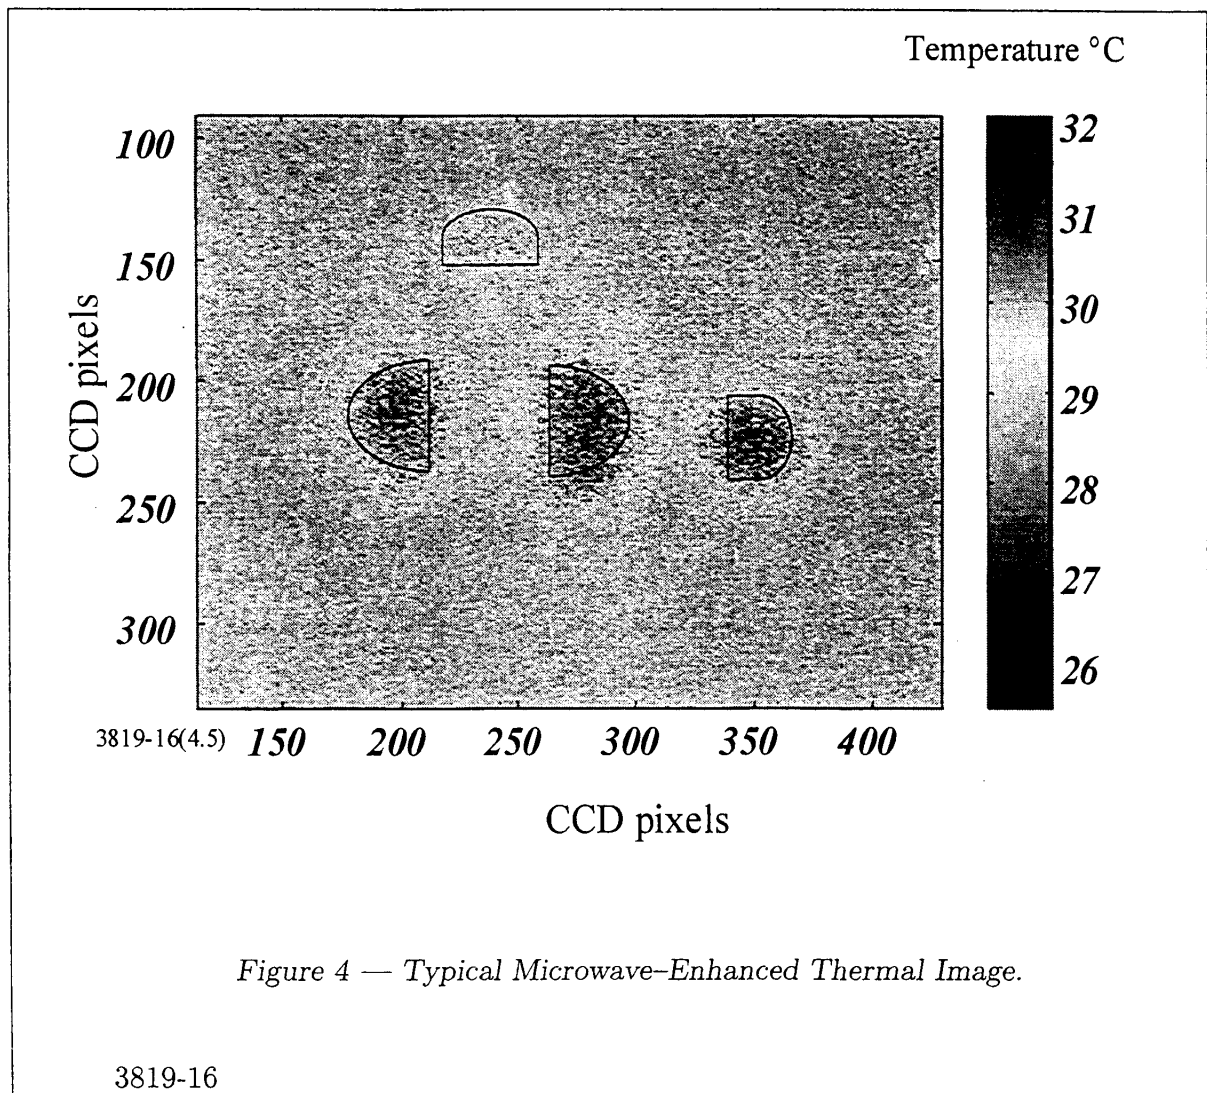 Temperature °C
100
150
200
250
300
CCD pixels
32
31
30
29
28
27
26
3819-16(4.5) 150 200 250 300 350 400
CCD pixels
Figure 4 — Typical Microwave–Enhanced Thermal Image.
3819-16